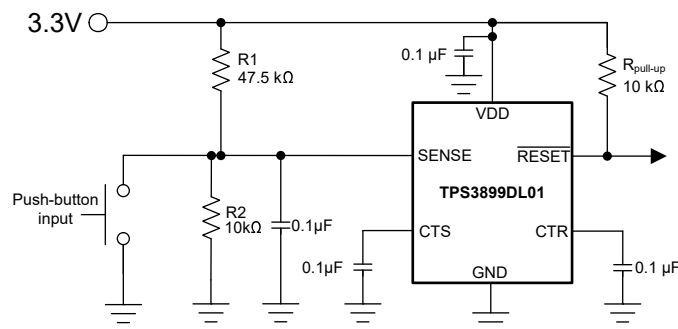 3.3V
R1
47.5 kΩ
0.1 µF
Rpull-up
10 kΩ
VDD
SENSE
RESET
TPS3899DL01
Push-button
input
R2
10kΩ
0.1µF
CTS
CTR
0.1µF
0.1 µF
GND